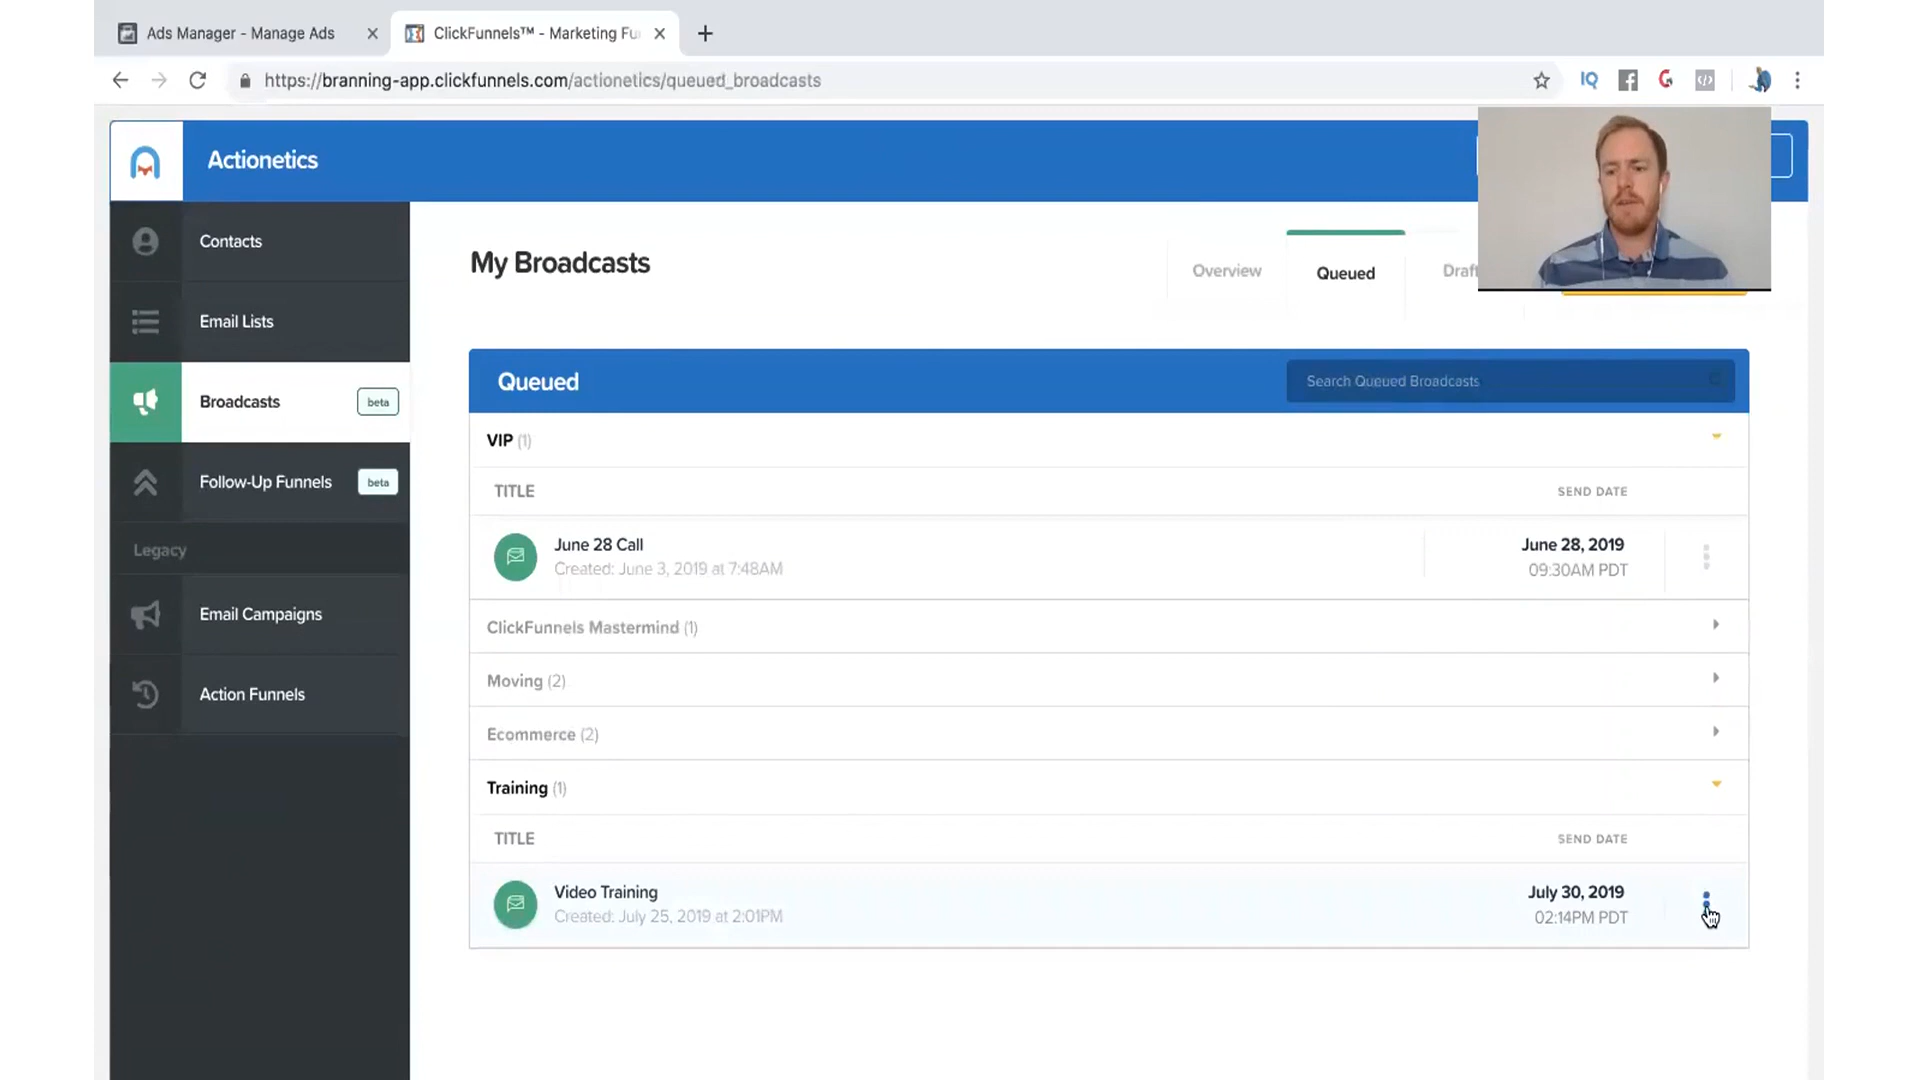 Ads Manager - Manage Ads
ClickFunnels™ - Marketing Fu
https://branning-app.clickfunnels.com/actionetics/queued_broadcasts
IQ
Actionetics
Contacts
Email Lists
Broadcasts beta
Follow-Up Funnels beta
Legacy
Email Campaigns
Action Funnels
My Broadcasts
Overview
Queued
Draft
Queued
Search Queued Broadcasts
VIP (1)
TITLE SEND DATE
June 28 Call June 28, 2019
Created: June 3, 2019 at 7:48AM 09:30AM PDT
ClickFunnels Mastermind (1)
Moving (2)
Ecommerce (2)
Training (1)
TITLE SEND DATE
Video Training July 30, 2019
Created: July 25, 2019 at 2:01PM 02:14PM PDT